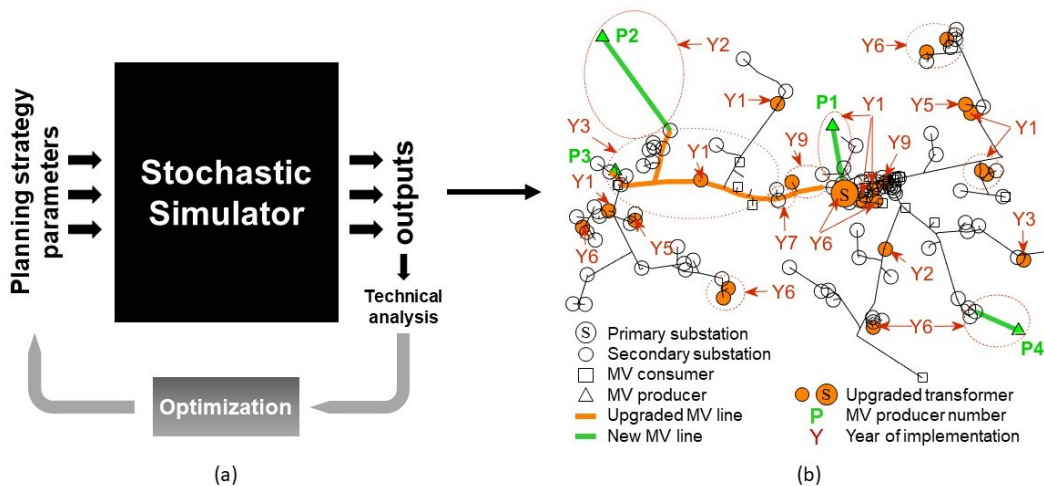 Planning strategy
parameters
Stochastic
Simulator
outputs
Technical
analysis
Optimization
(a)
P2
Y2
Y6
Y1
P1
Y1
Y5
Y1
Y3
P3
Y1
Y9
Y9
Y1
S
Y6
Y5
Y7
Y6
Y2
Y3
Y6
Y6
P4
S Primary substation
Secondary substation
MV consumer
MV producer
Upgraded MV line
New MV line
S Upgraded transformer
P MV producer number
Y Year of implementation
(b)